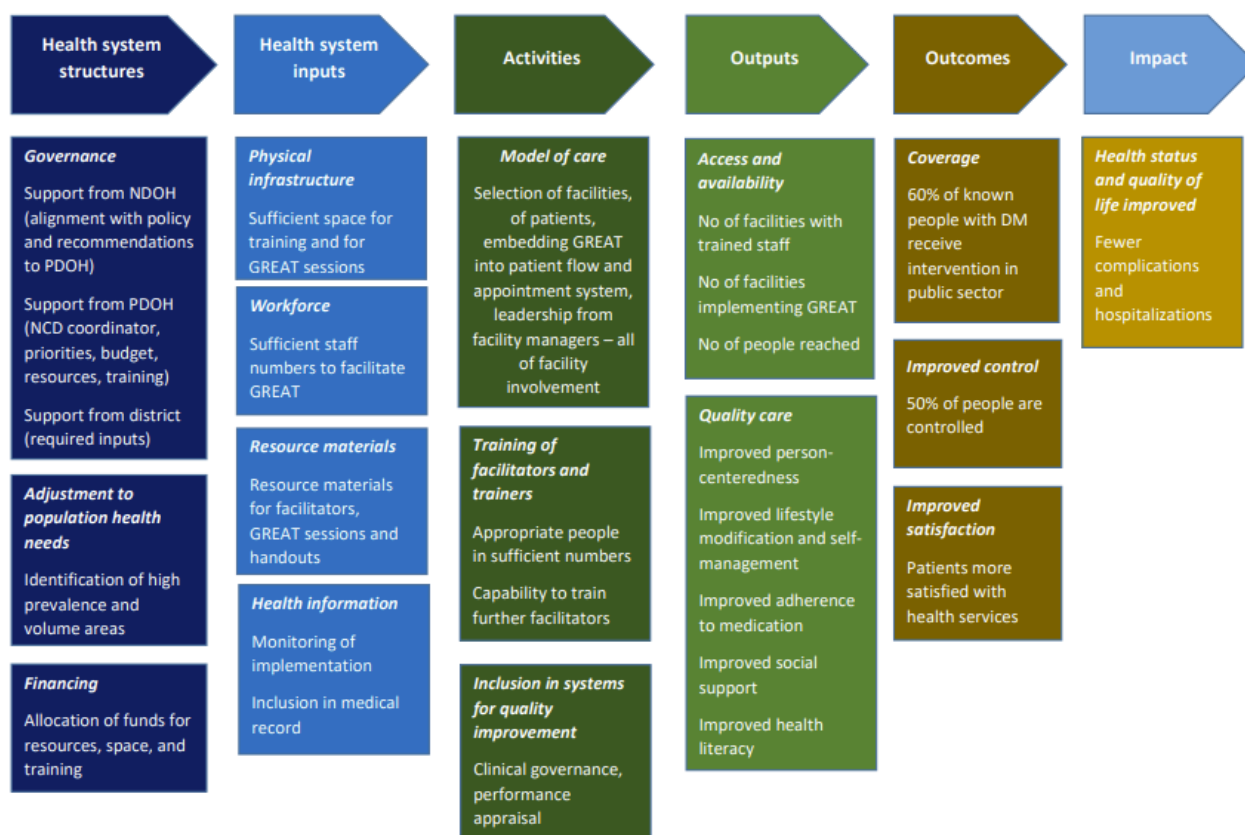 Health system
structures
Health system
inputs
Activities
Outputs
Outcomes
Impact
Governance
Support from NDOH
(alignment with policy
and recommendations
to PDOH)
Support from PDOH
(NCD coordinator,
priorities, budget,
resources, training)
Support from district
(required inputs)
Adjustment to
population health
needs
Identification of high
prevalence and
volume areas
Financing
Allocation of funds for
resources, space, and
training
Physical
infrastructure
Sufficient space for
training and for
GREAT sessions
Workforce
Sufficient staff
numbers to facilitate
GREAT
Resource materials
Resource materials
for facilitators,
GREAT sessions and
handouts
Health information
Monitoring of
implementation
Inclusion in medical
record
Model of care
Selection of facilities,
of patients,
embedding GREAT
into patient flow and
appointment system,
leadership from
facility managers – all
of facility
involvement
Training of
facilitators and
trainers
Appropriate people
in sufficient numbers
Capability to train
further facilitators
Inclusion in systems
for quality
improvement
Clinical governance,
performance
appraisal
Access and
availability
No of facilities with
trained staff
No of facilities
implementing GREAT
No of people reached
Quality care
Improved person-
centeredness
Improved lifestyle
modification and self-
management
Improved adherence
to medication
Improved social
support
Improved health
literacy
Coverage
60% of known
people with DM
receive
intervention in
public sector
Improved control
50% of people are
controlled
Improved
satisfaction
Patients more
satisfied with
health services
Health status
and quality of
life improved
Fewer
complications
and
hospitalizations